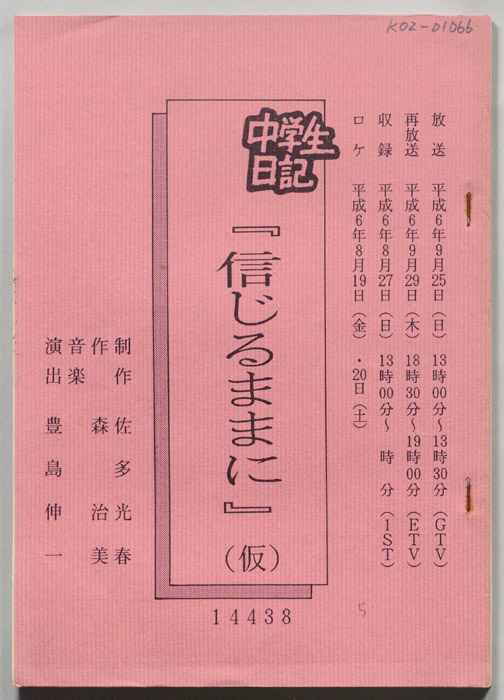 K02-01066
放送 平成6年9月25日(日) 13時00分〜13時30分(GTV)
再放送 平成6年9月29日(木) 18時30分〜19時00分(ETV)
収録 平成6年8月27日(日) 13時00分〜 時 分(1ST)
ロケ 平成6年8月19日(金)・20日(土)
中学生
日記
『信じるままに』(仮)
14438
制作 佐多光春
作 森治美
音楽
演出 豊島伸一